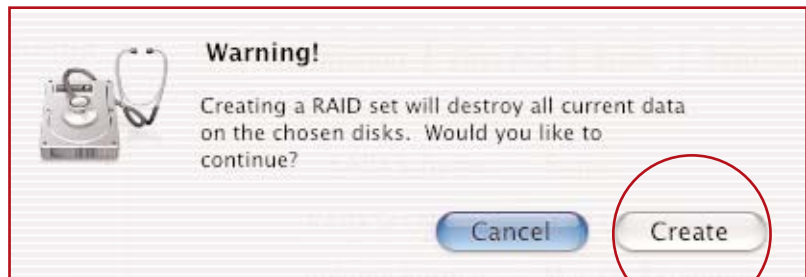 Warning!
Creating a RAID set will destroy all current data
on the chosen disks.  Would you like to
continue?
Cancel
Create